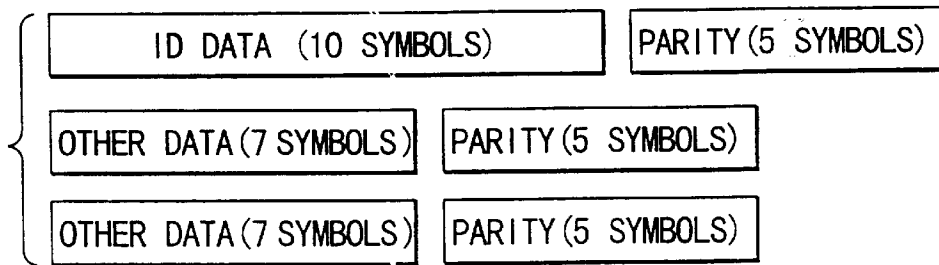 ID DATA (10 SYMBOLS) PARITY(5 SYMBOLS)
OTHER DATA(7 SYMBOLS) PARITY(5 SYMBOLS)
OTHER DATA(7 SYMBOLS) PARITY(5 SYMBOLS)